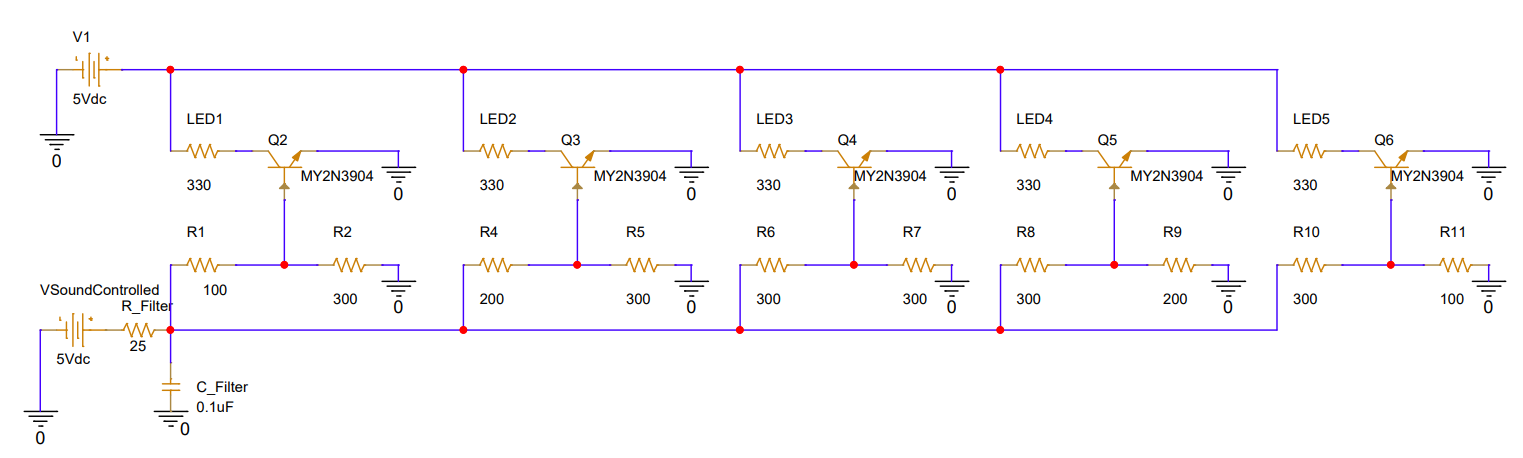 V1
5Vdc
0
LED1
330
Q2
MY2N3904
0
LED2
330
Q3
MY2N3904
0
LED3
330
Q4
MY2N3904
0
LED4
330
Q5
MY2N3904
0
LED5
330
Q6
MY2N3904
0
R1
100
R2
300
0
R4
200
R5
300
0
R6
300
R7
300
0
R8
300
R9
200
0
R10
300
R11
100
0
VSoundControlled
5Vdc
0
R_Filter
25
C_Filter
0.1uF
0